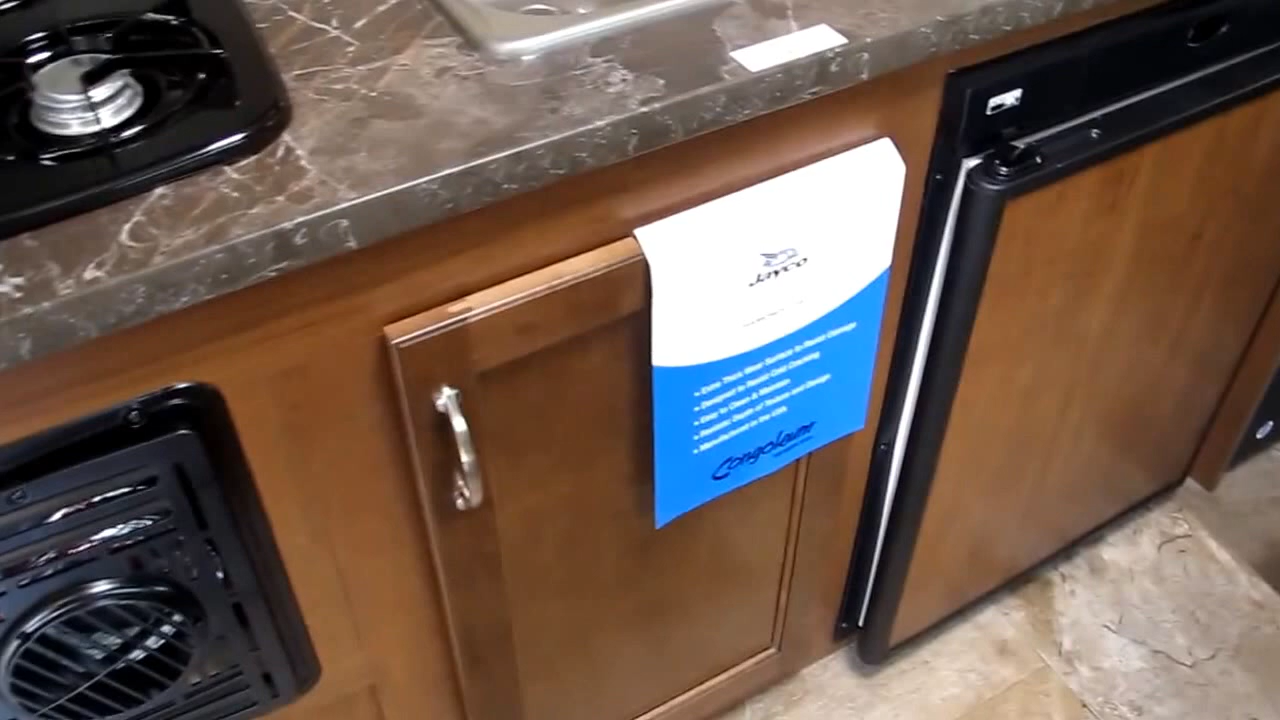 Jayco
• Extra Thick Wear Surface to Resist Damage
• Designed to Resist Cold Cracking
• Easy to Clean & Maintain
• Realistic Depth of Texture and Design
• Manufactured in the USA
Congoleum